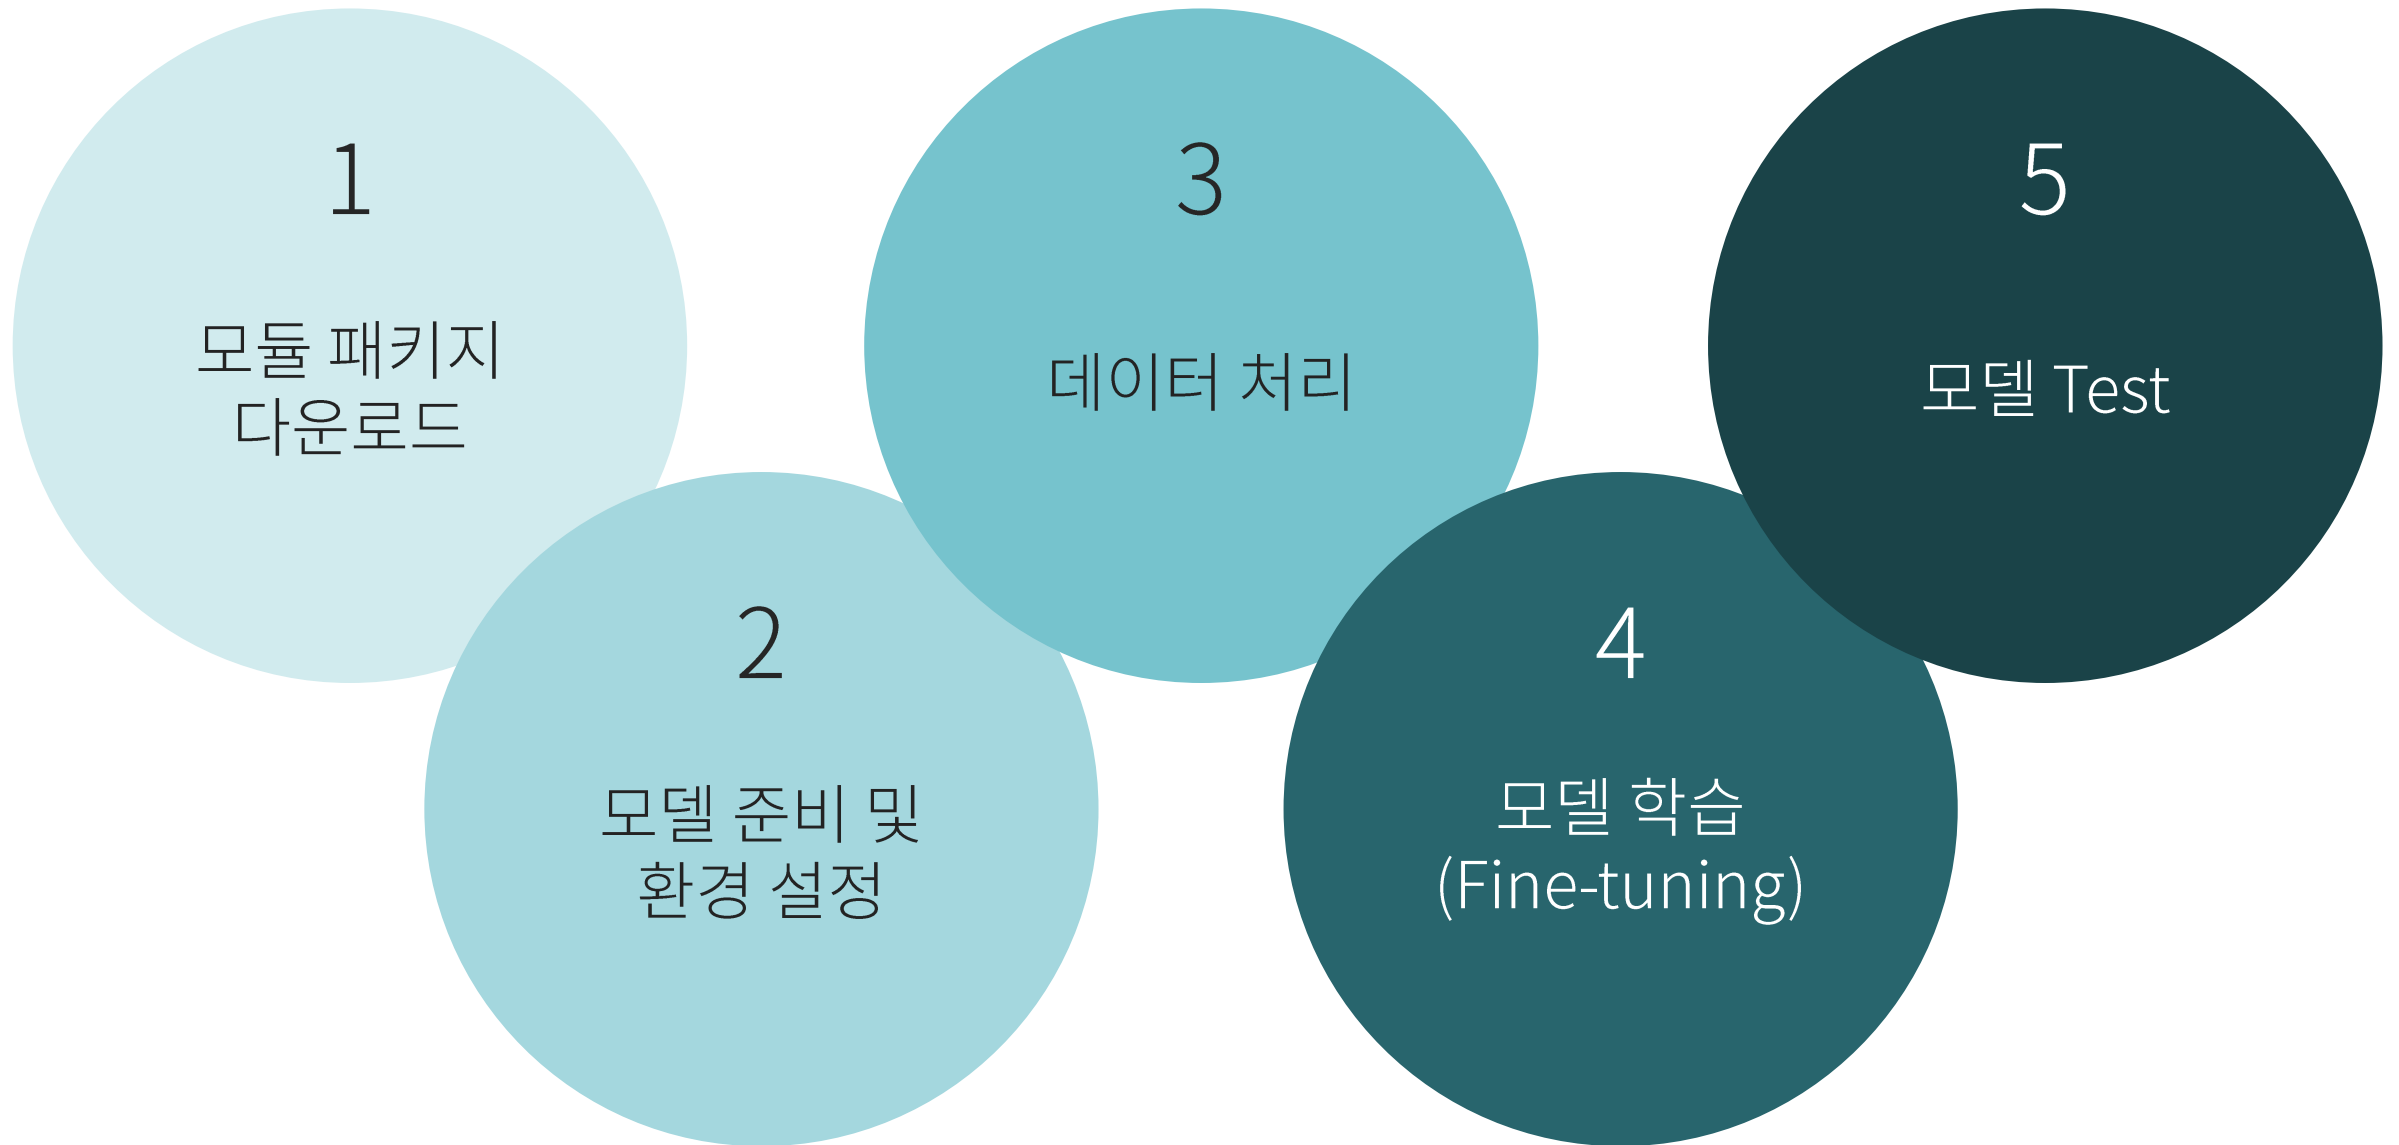 1
모듈 패키지
다운로드
2
모델 준비 및
환경 설정
3
데이터 처리
4
모델 학습
(Fine-tuning)
5
모델 Test